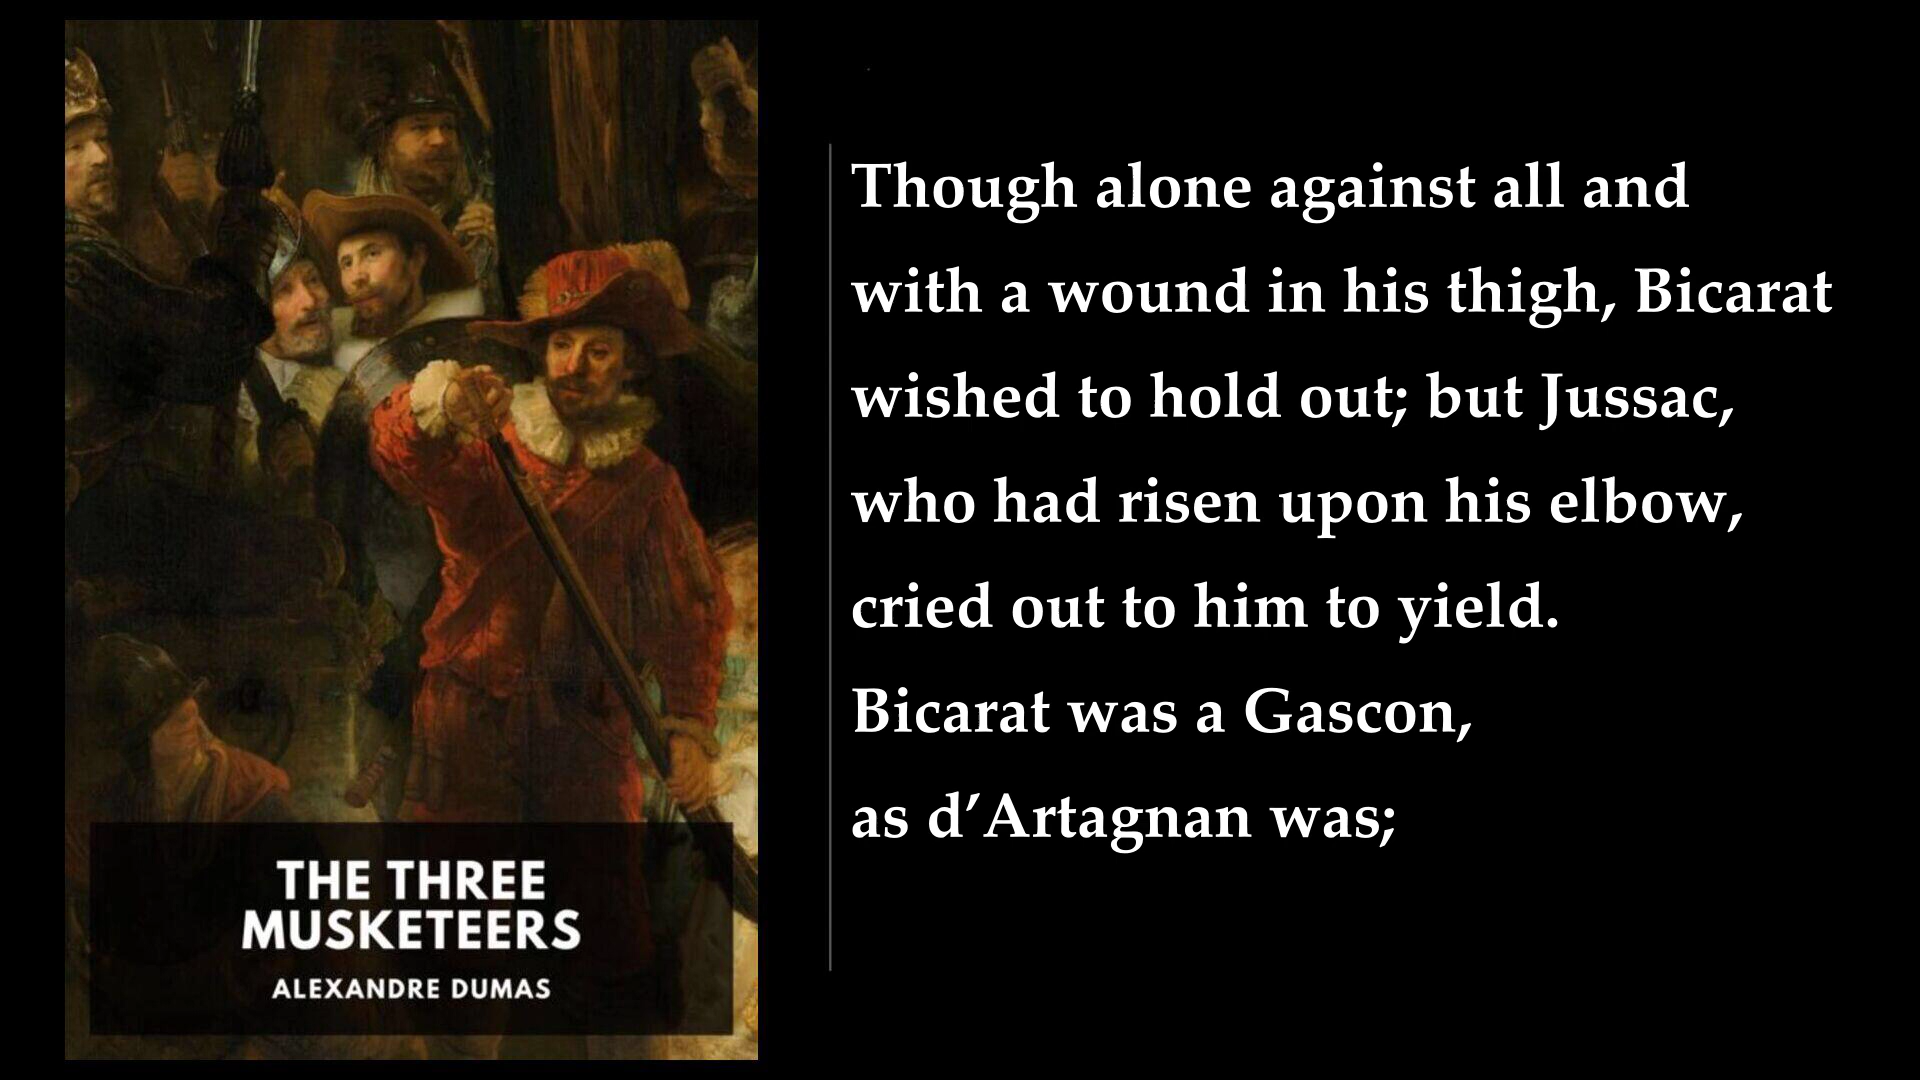 THE THREE
MUSKETEERS
ALEXANDRE DUMAS
Though alone against all and
with a wound in his thigh, Bicarat
wished to hold out; but Jussac,
who had risen upon his elbow,
cried out to him to yield.
Bicarat was a Gascon,
as d’Artagnan was;